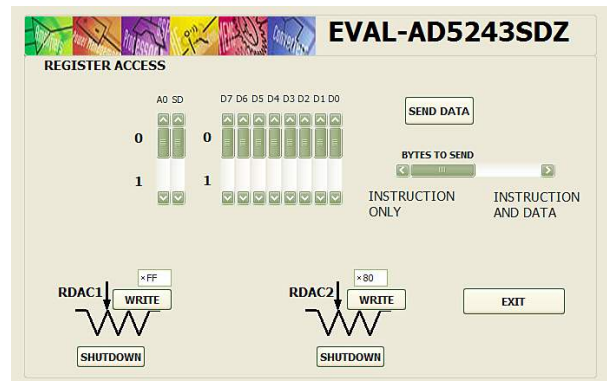 EVAL-AD5243SDZ
REGISTER ACCESS
A0 SD D7 D6 D5 D4 D3 D2 D1 D0
SEND DATA
0 0
BYTES TO SEND
1 1
INSTRUCTION ONLY
INSTRUCTION AND DATA
×FF
RDAC1
WRITE
SHUTDOWN
×80
RDAC2
WRITE
SHUTDOWN
EXIT